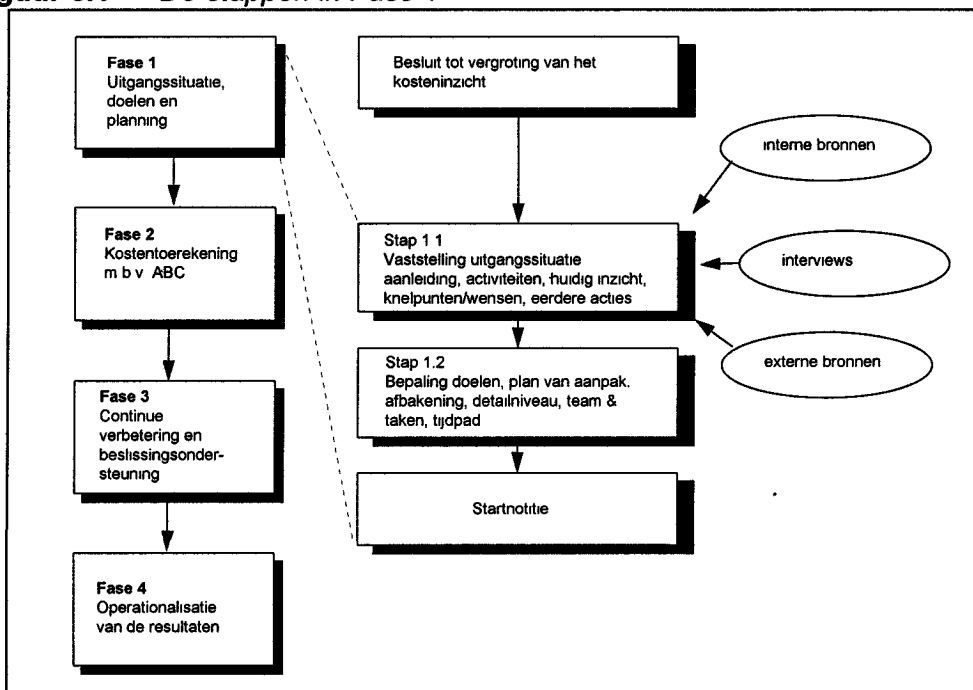 Fase 1
Uitgangssituatie,
doelen en
planning
Fase 2
Kostentoerekening
m b v ABC
Fase 3
Continue
verbetering en
beslissingsonder-
steuning
Fase 4
Operationalisatie
van de resultaten
Besluit tot vergroting van het
kosteninzicht
Stap 1 1
Vaststelling uitgangssituatie
aanleiding, activiteiten, huidig inzicht,
knelpunten/wensen, eerdere acties
Stap 1.2
Bepaling doelen, plan van aanpak.
afbakening, detailniveau, team &
taken, tijdpad
Startnotitie
interne bronnen
interviews
externe bronnen